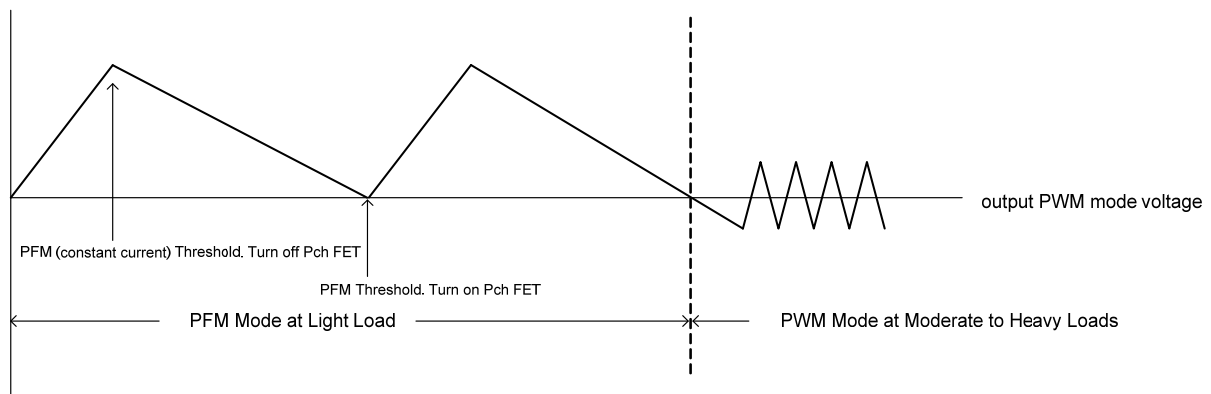 output PWM mode voltage
PFM (constant current) Threshold. Turn off Pch FET
PFM Threshold. Turn on Pch FET
PFM Mode at Light Load
PWM Mode at Moderate to Heavy Loads